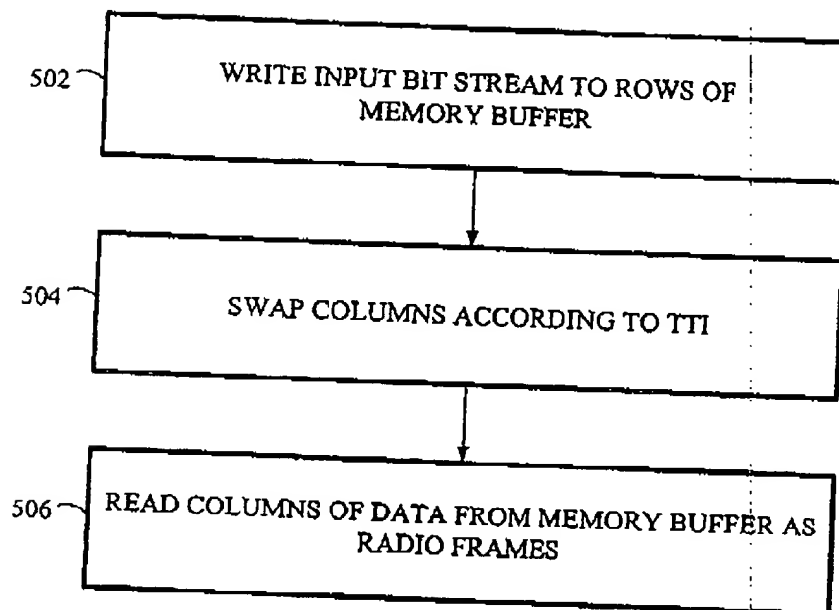 502
WRITE INPUT BIT STREAM TO ROWS OF
MEMORY BUFFER
504
SWAP COLUMNS ACCORDING TO TTI
506
READ COLUMNS OF DATA FROM MEMORY BUFFER AS
RADIO FRAMES